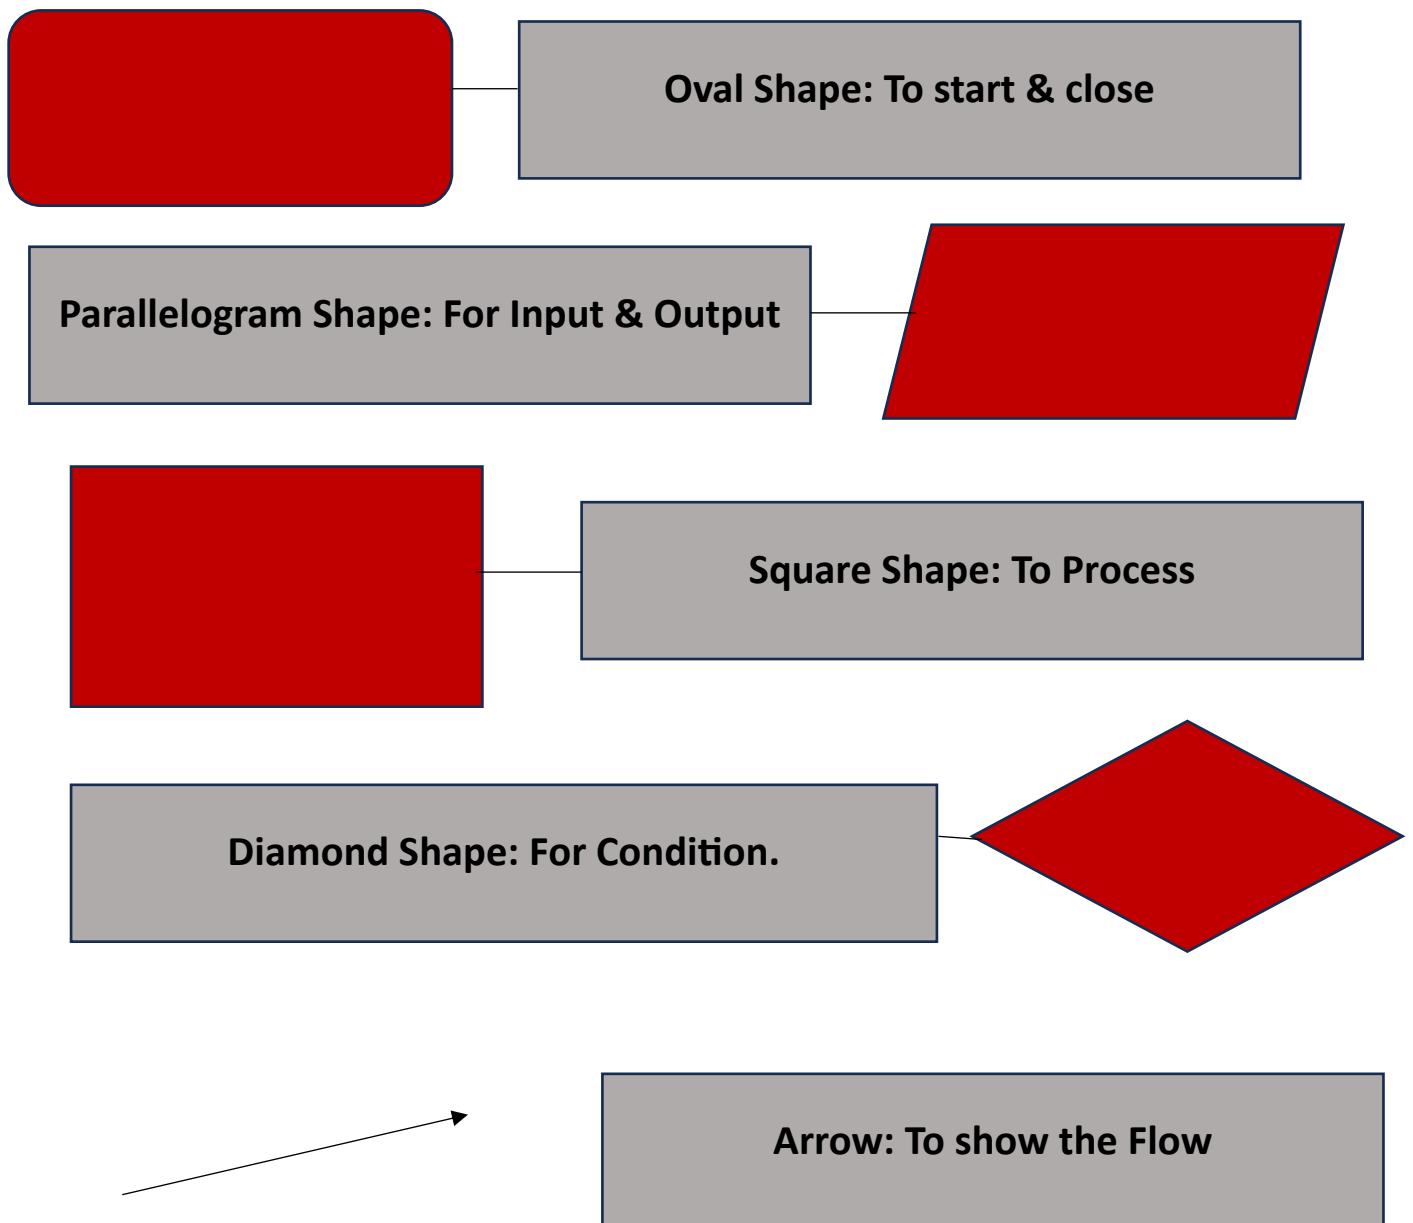 Oval Shape: To start & close
Parallelogram Shape: For Input & Output
Square Shape: To Process
Diamond Shape: For Condition.
Arrow: To show the Flow